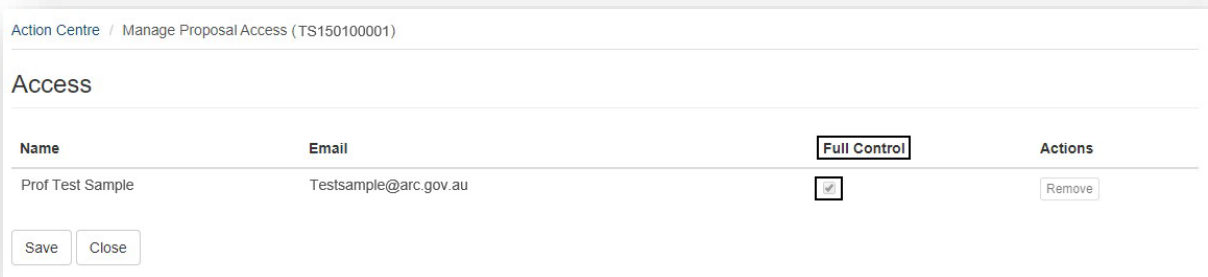 Action Centre / Manage Proposal Access (TS150100001)
Access
Name Email Full Control Actions
Prof Test Sample Testsample@arc.gov.au Remove
Save Close